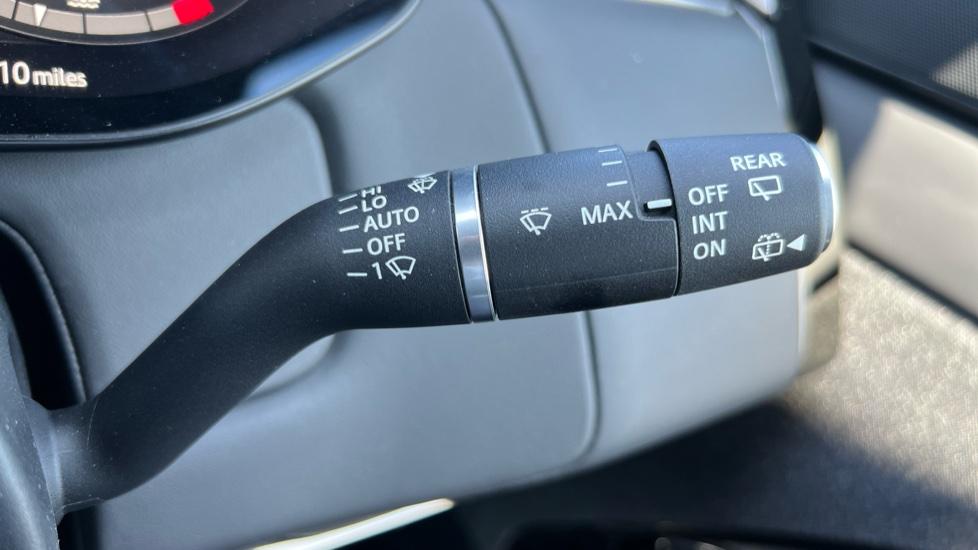 10 miles
HI
LO
AUTO
OFF
1
MAX
REAR
OFF
INT
ON